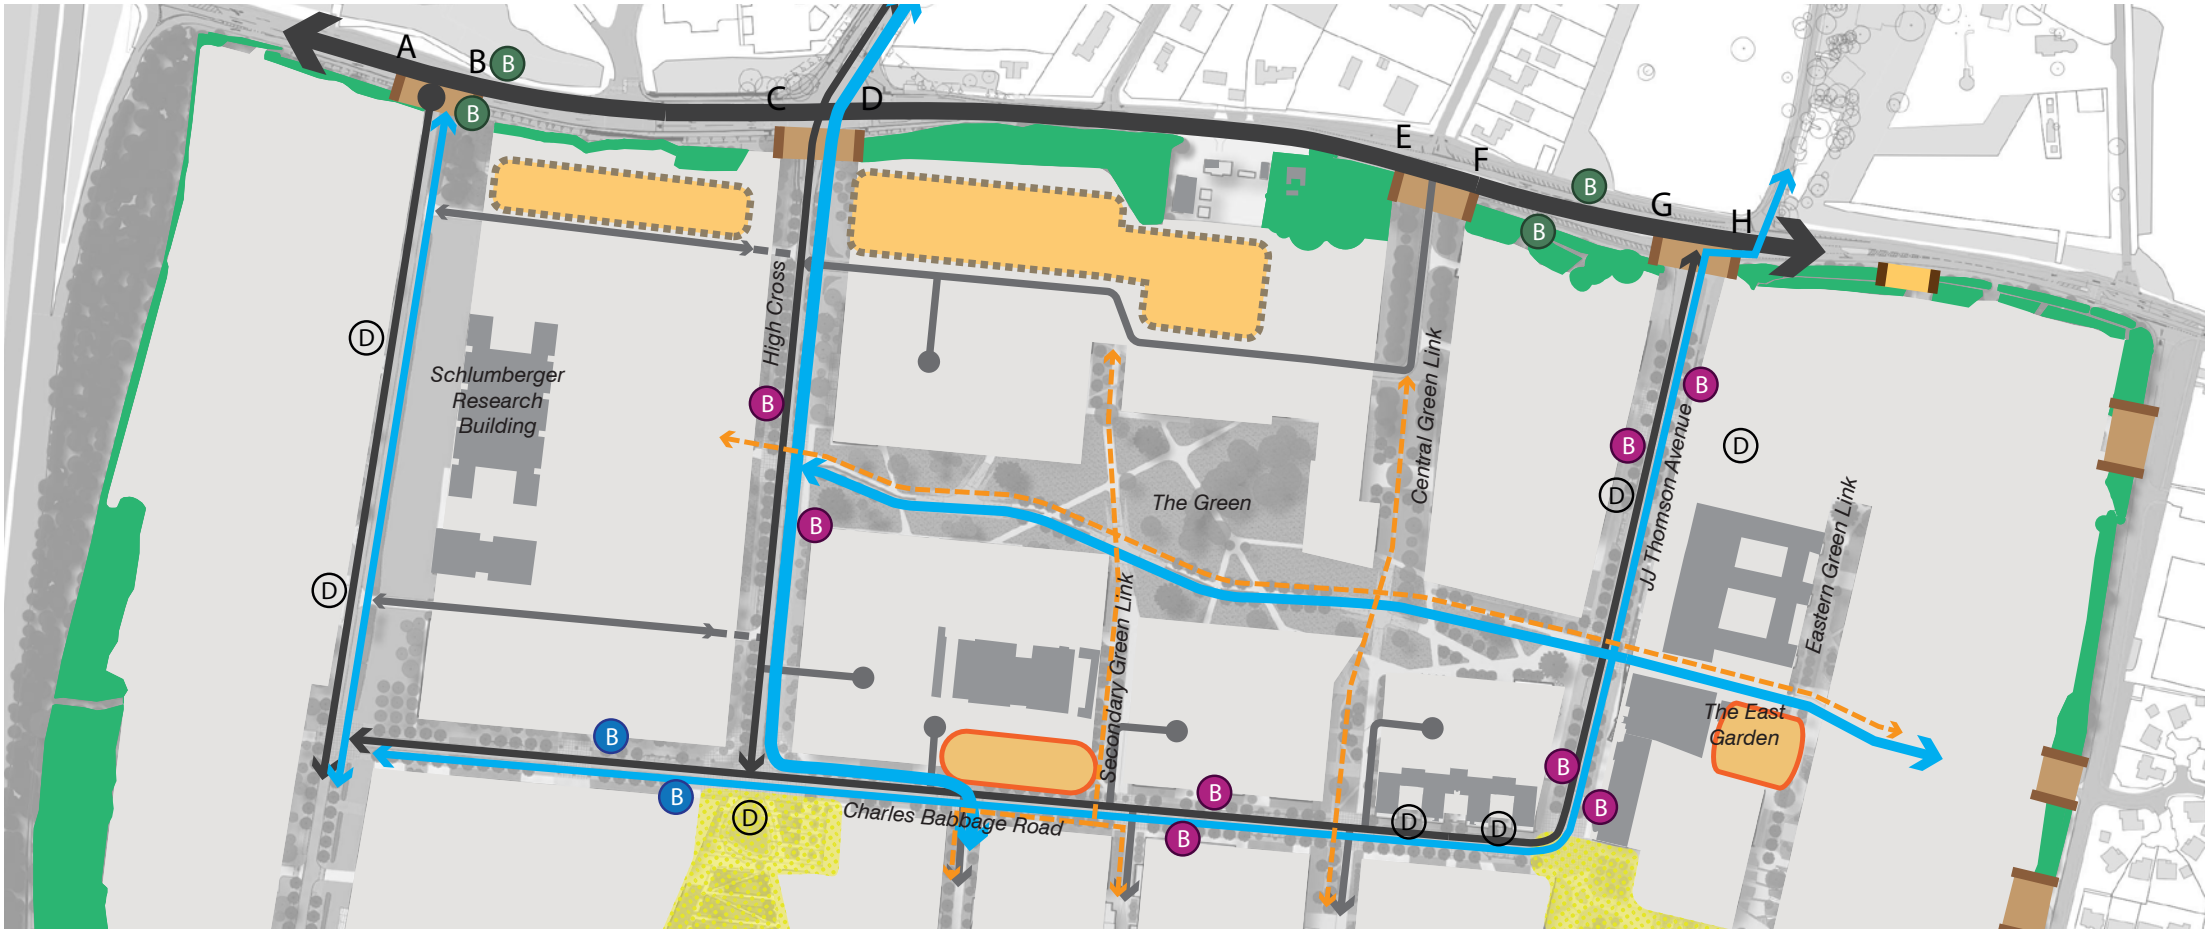 A
B
B
B
C
D
E
F
B
B
G
H
High Cross
D
Schlumberger
Research
Building
B
B
Central Green Link
B
B
D
D
JJ Thomson Avenue
Eastern Green Link
The Green
D
Secondary Green Link
The East
Garden
B
B
D
Charles Babbage Road
B
B
D
D
B
B